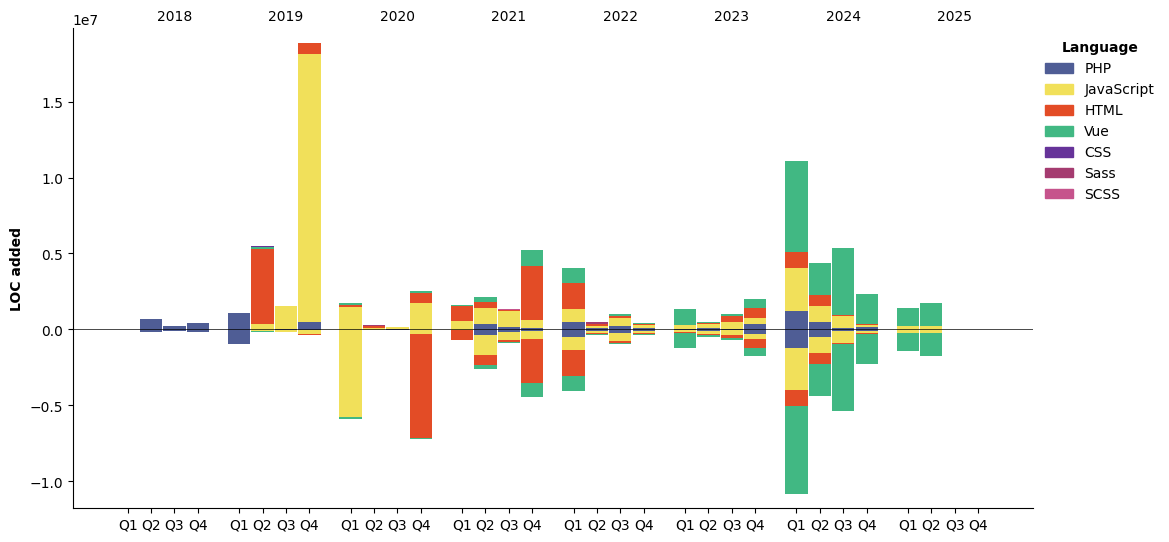 2018 2019 2020 2021 2022 2023 2024 2025
1e7
Language
PHP
JavaScript
HTML
Vue
CSS
Sass
SCSS
LOC added
1.5
1.0
0.5
0.0
−0.5
−1.0
Q1 Q2 Q3 Q4 Q1 Q2 Q3 Q4 Q1 Q2 Q3 Q4 Q1 Q2 Q3 Q4 Q1 Q2 Q3 Q4 Q1 Q2 Q3 Q4 Q1 Q2 Q3 Q4 Q1 Q2 Q3 Q4